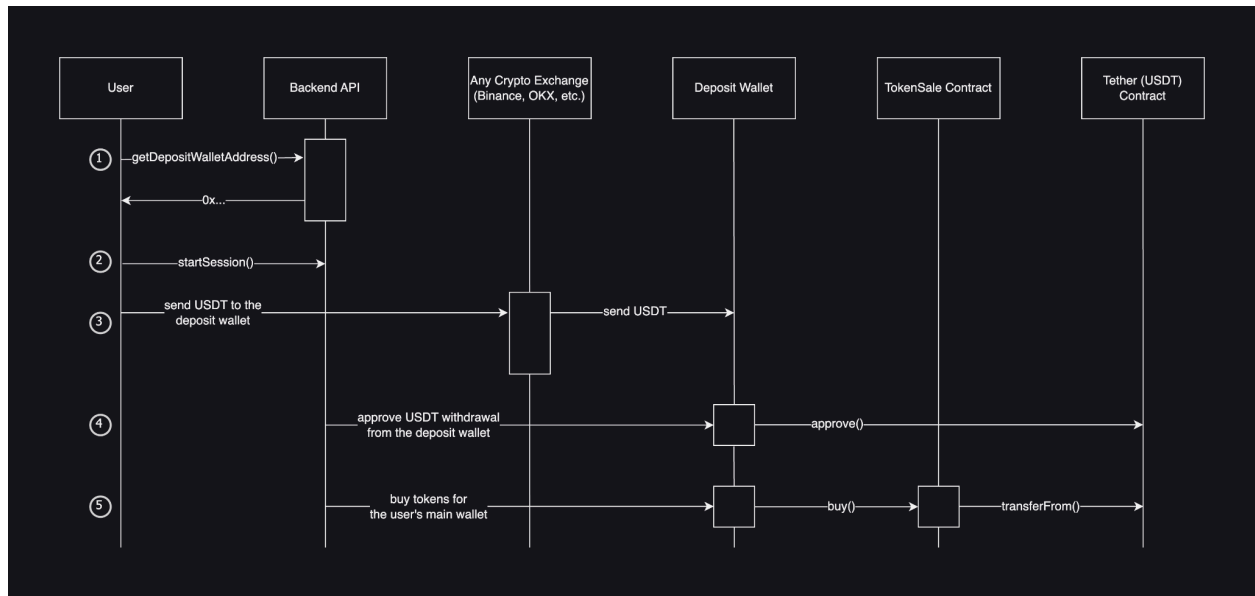 User
Backend API
Any Crypto Exchange
(Binance, OKX, etc.)
Deposit Wallet
TokenSale Contract
Tether (USDT)
Contract
1
getDepositWalletAddress()
0x...
2
startSession()
3
send USDT to the
deposit wallet
send USDT
4
approve USDT withdrawal
from the deposit wallet
approve()
5
buy tokens for
the user's main wallet
buy()
transferFrom()